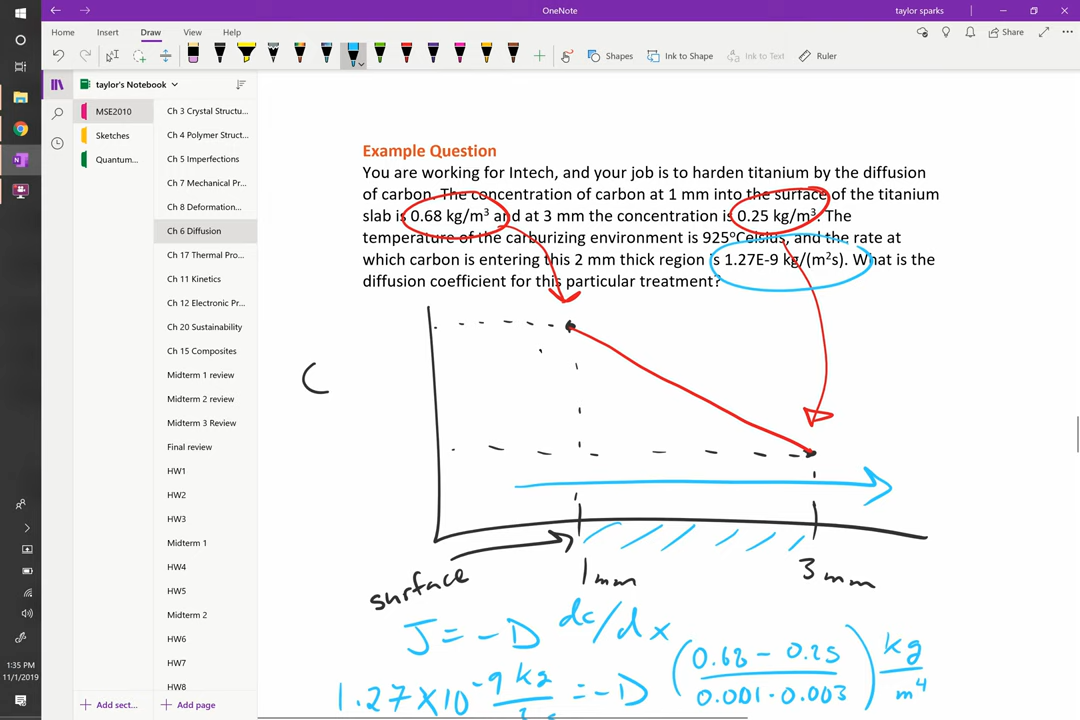 OneNote
taylor sparks
Home Insert Draw View Help
Share
Shapes
Ink to Shape
Ink to Text
Ruler
taylor's Notebook
MSE2010
Sketches
Quantum...
Ch 3 Crystal Structu...
Ch 4 Polymer Struct...
Ch 5 Imperfections
Ch 7 Mechanical Pr...
Ch 8 Deformation...
Ch 6 Diffusion
Ch 17 Thermal Pro...
Ch 11 Kinetics
Ch 12 Electronic Pr...
Ch 20 Sustainability
Ch 15 Composites
Midterm 1 review
Midterm 2 review
Midterm 3 Review
Final review
HW1
HW2
HW3
Midterm 1
HW4
HW5
Midterm 2
HW6
HW7
HW8
+ Add sect...
+ Add page
1:35 PM
11/1/2019
Example Question
You are working for Intech, and your job is to harden titanium by the diffusion
of carbon. The concentration of carbon at 1 mm into the surface of the titanium
slab is 0.68 kg/m³ and at 3 mm the concentration is 0.25 kg/m³. The
temperature of the carburizing environment is 925°Celsius, and the rate at
which carbon is entering this 2 mm thick region is 1.27E-9 kg/(m²s). What is the
diffusion coefficient for this particular treatment?
C
surface
1mm
3mm
J = -D dc/dx
1.27 X 10⁻⁹ kg = -D (0.68 - 0.25 / 0.001 - 0.003) kg/m⁴